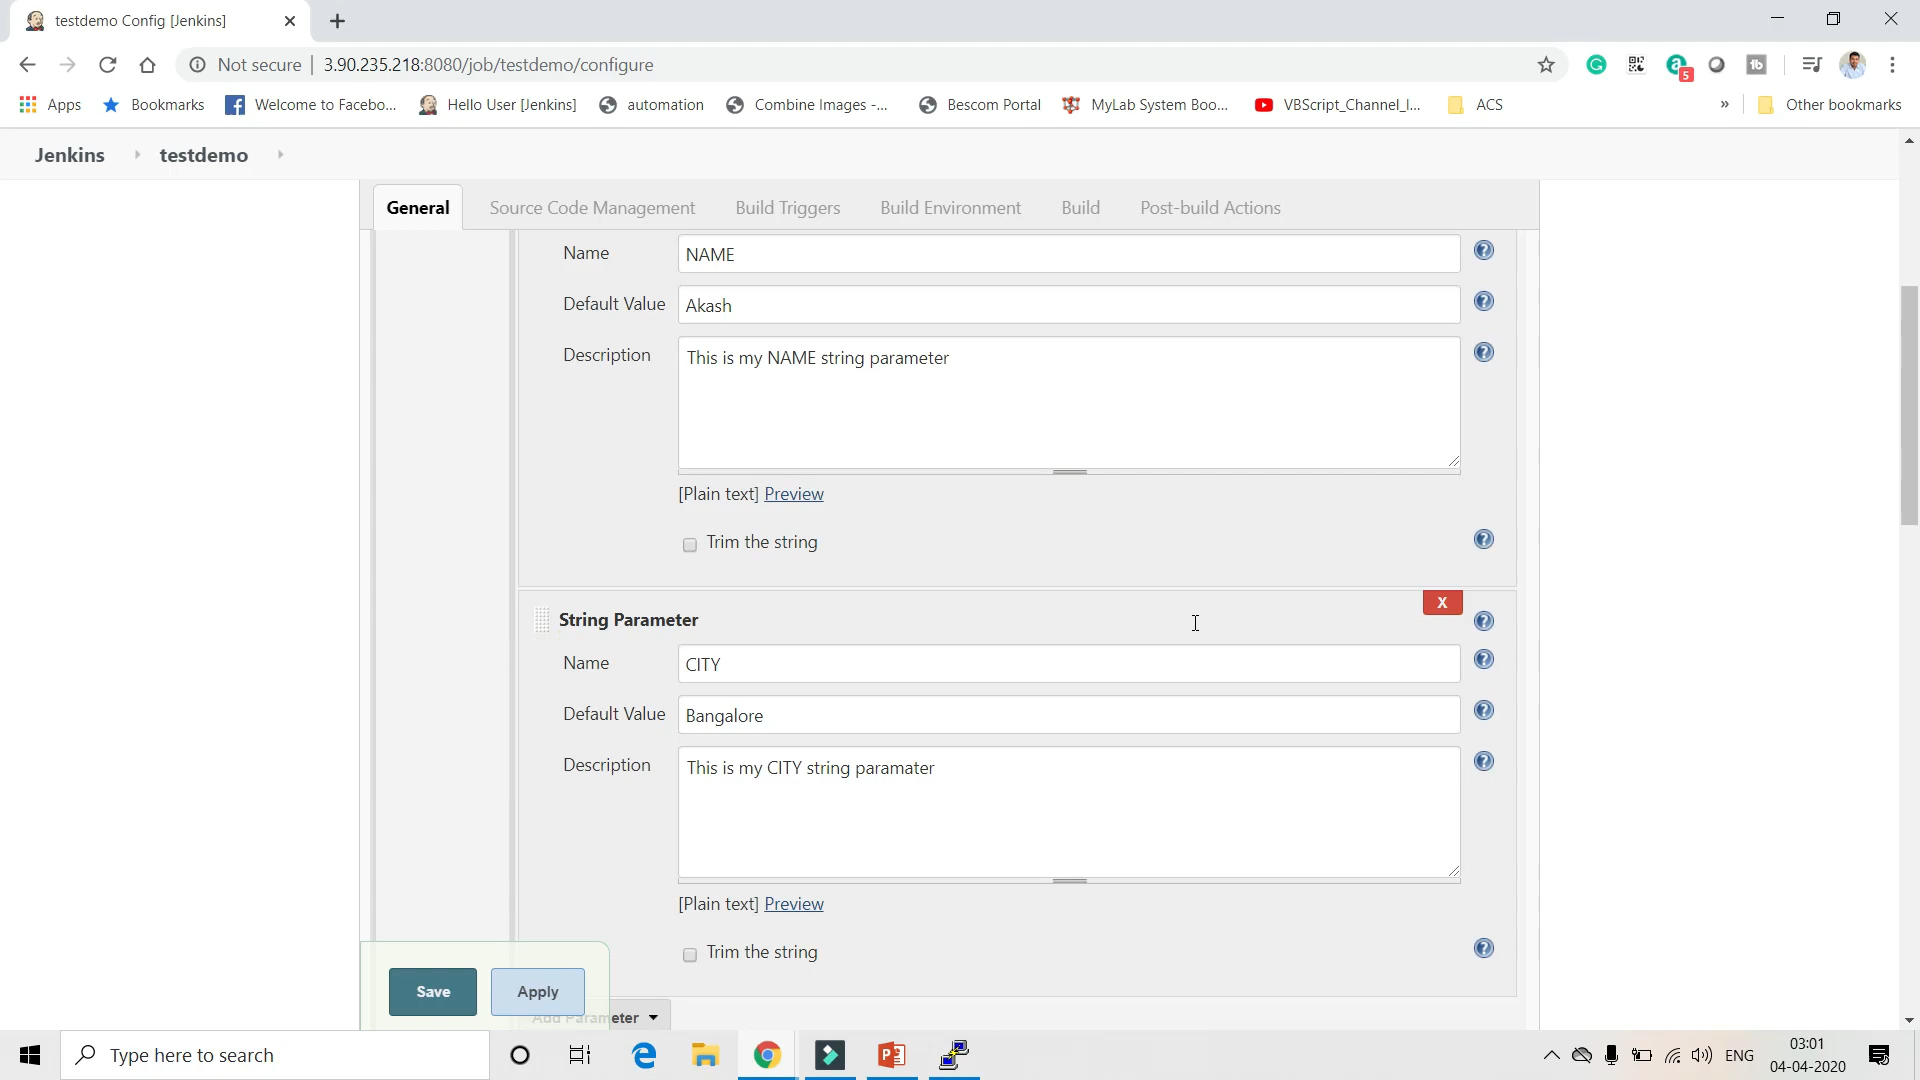 testdemo Config [Jenkins]
Not secure | 3.90.235.218:8080/job/testdemo/configure
5
Apps Bookmarks Welcome to Facebo... Hello User [Jenkins] automation Combine Images -... Bescom Portal MyLab System Boo... VBScript_Channel_I... ACS » Other bookmarks
Jenkins testdemo
General Source Code Management Build Triggers Build Environment Build Post-build Actions
Name NAME
Default Value Akash
Description This is my NAME string parameter
[Plain text] Preview
Trim the string
X
String Parameter
Name CITY
Default Value Bangalore
Description This is my CITY string paramater
[Plain text] Preview
Trim the string
Save Apply
Add Parameter
Type here to search
ENG
03:01
04-04-2020